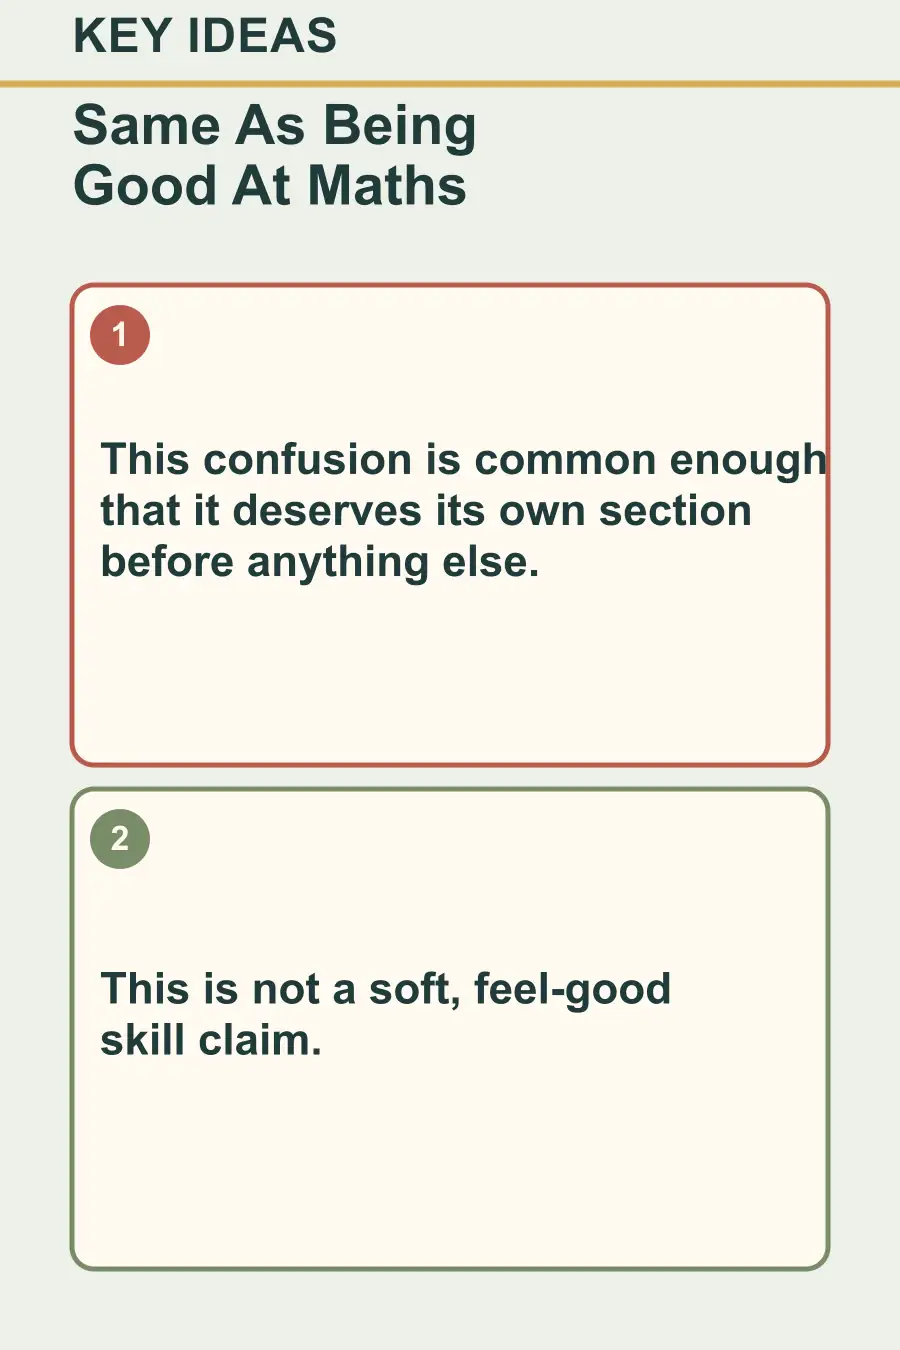 KEY IDEAS
Same As Being
Good At Maths
1
This confusion is common enough
that it deserves its own section
before anything else.
2
This is not a soft, feel-good
skill claim.